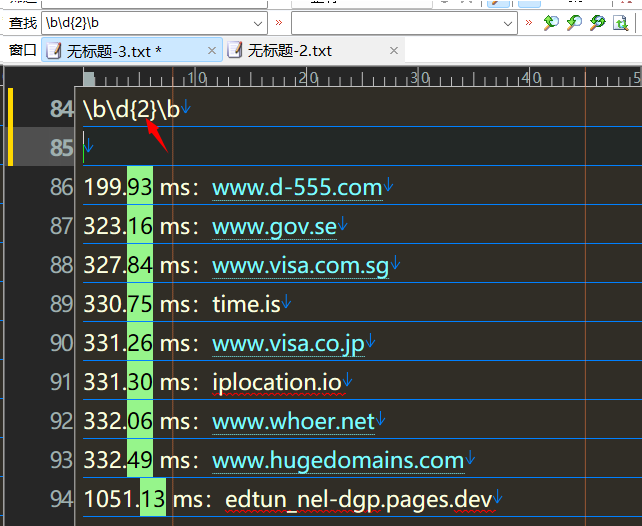 查找 \b\d{2}\b
窗口 无标题-3.txt * × 无标题-2.txt ×
10 20 30 40 5
84 \b\d{2}\b↓
85 ↓
86 199.93 ms: www.d-555.com↓
87 323.16 ms: www.gov.se↓
88 327.84 ms: www.visa.com.sg↓
89 330.75 ms: time.is↓
90 331.26 ms: www.visa.co.jp↓
91 331.30 ms: iplocation.io↓
92 332.06 ms: www.whoer.net↓
93 332.49 ms: www.hugedomains.com↓
94 1051.13 ms: edtun_nel-dgp.pages.dev↓